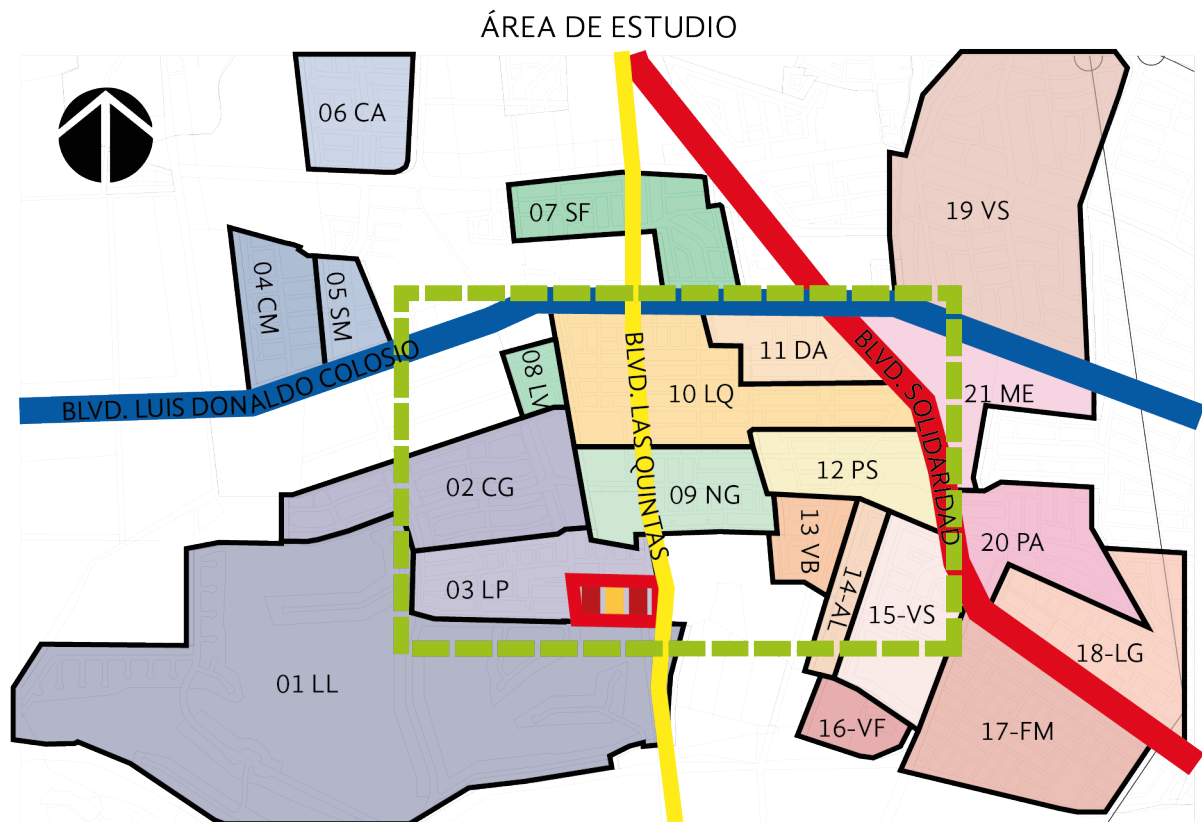 ÁREA DE ESTUDIO
06 CA
07 SF
19 VS
04 CM
05 SM
BLVD. LUIS DONALDO COLOSIO
08 LV
10 LQ
11 DA
BLVD. LAS QUINTAS
BLVD. SOLIDARIDAD
21 ME
02 CG
09 NG
12 PS
13 VB
20 PA
03 LP
14-AL
15-VS
18-LG
01 LL
16-VF
17-FM